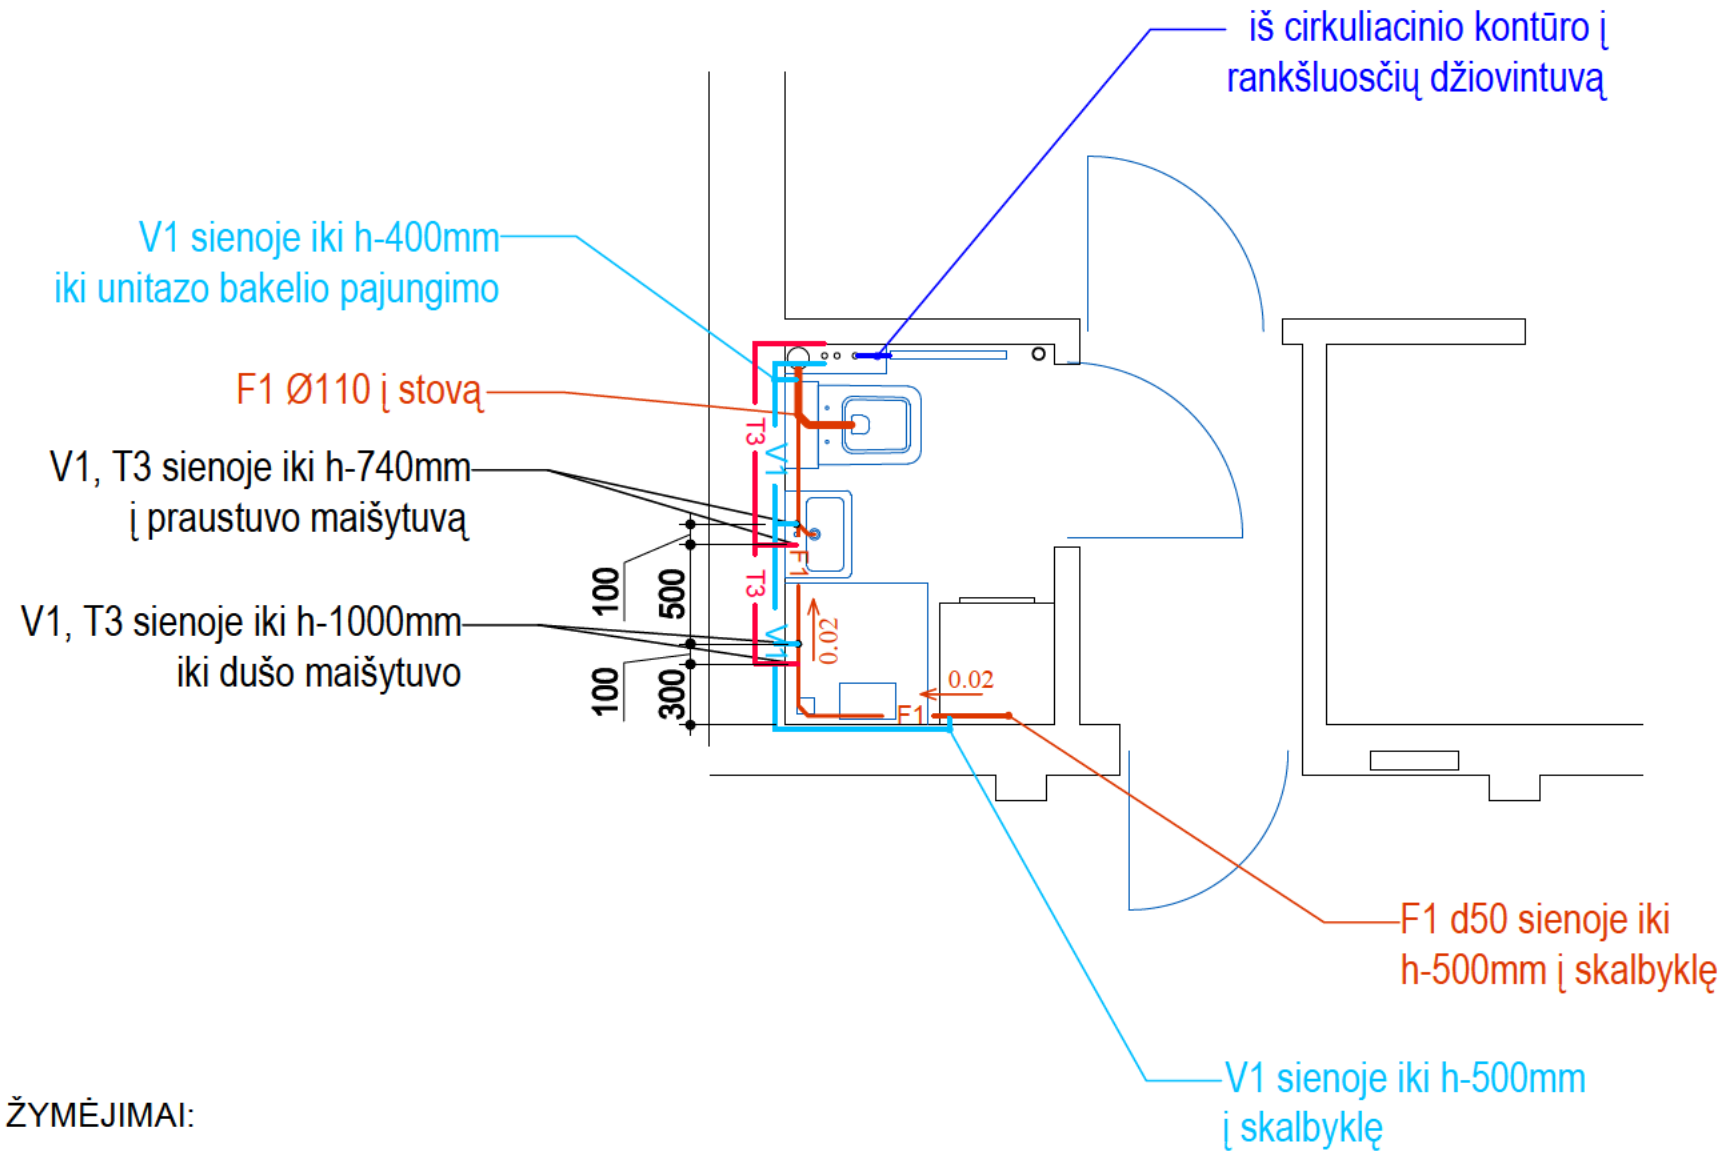 iš cirkuliacinio kontūro į
rankšluosčių džiovintuvą
V1 sienoje iki h-400mm
iki unitazo bakelio pajungimo
F1 Ø110 į stovą
V1, T3 sienoje iki h-740mm
į praustuvo maišytuvą
V1, T3 sienoje iki h-1000mm
iki dušo maišytuvo
T3
V1
F1
T3
V1
100
500
100
300
0.02
0.02
F1
F1 d50 sienoje iki
h-500mm į skalbyklę
V1 sienoje iki h-500mm
į skalbyklę
ŽYMĖJIMAI: